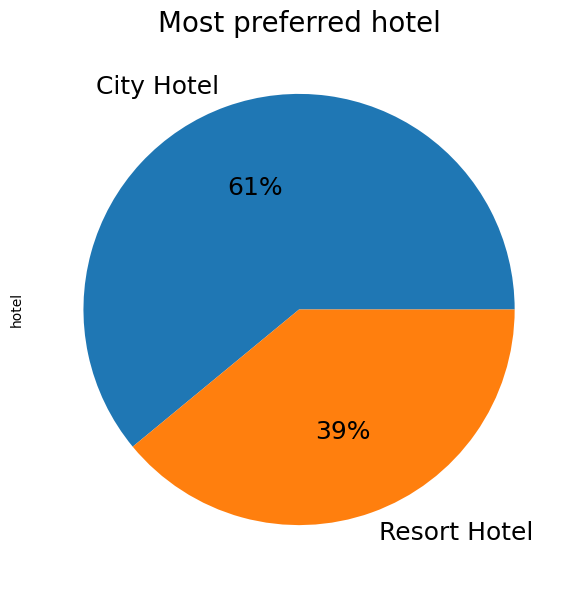 Most preferred hotel
City Hotel
61%
hotel
39%
Resort Hotel